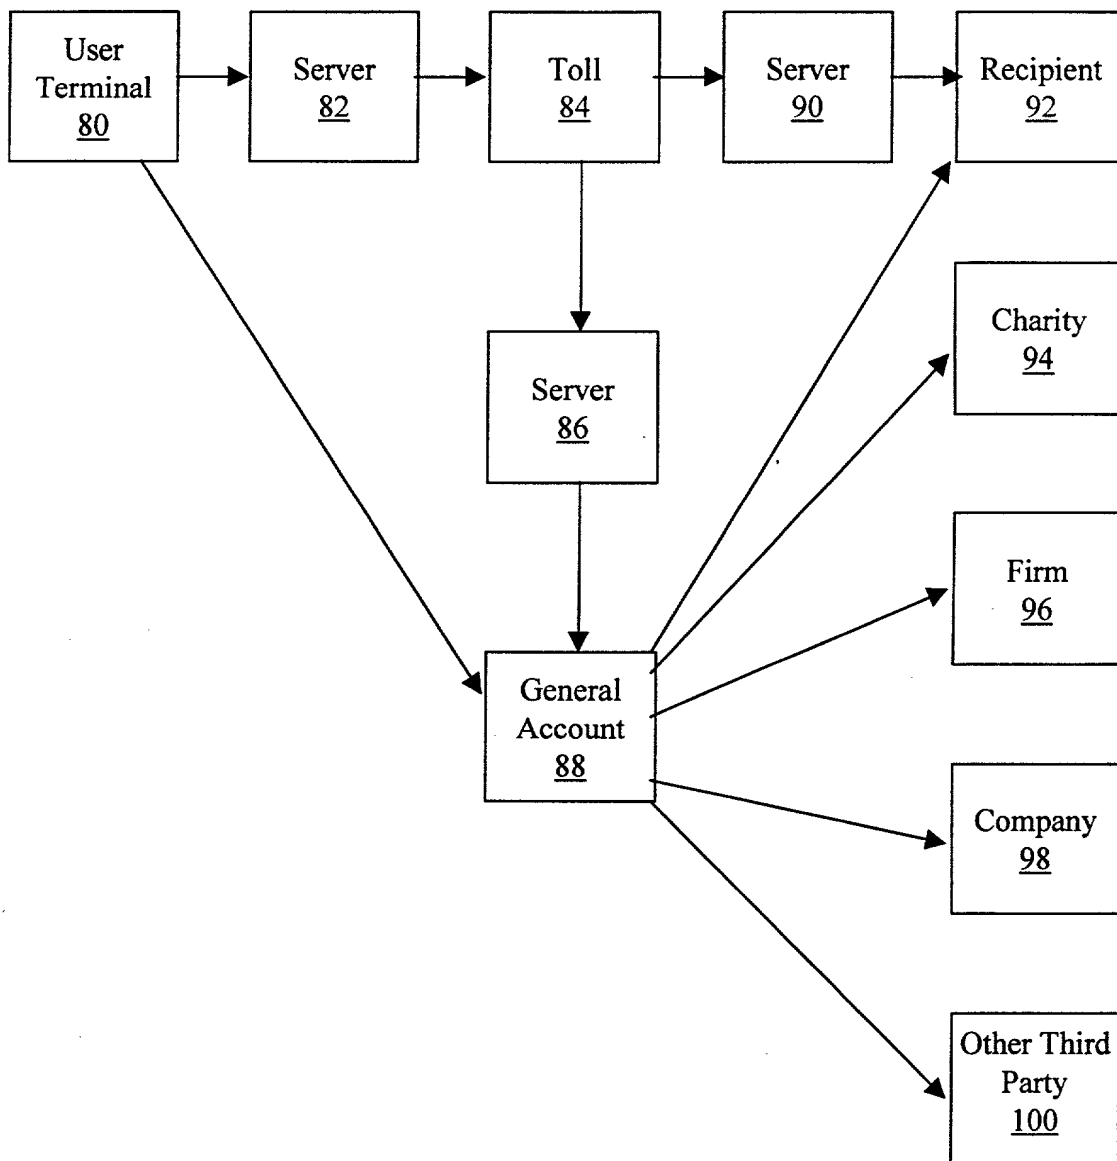 User
Terminal
80
Server
82
Toll
84
Server
90
Recipient
92
Charity
94
Server
86
Firm
96
General
Account
88
Company
98
Other Third
Party
100